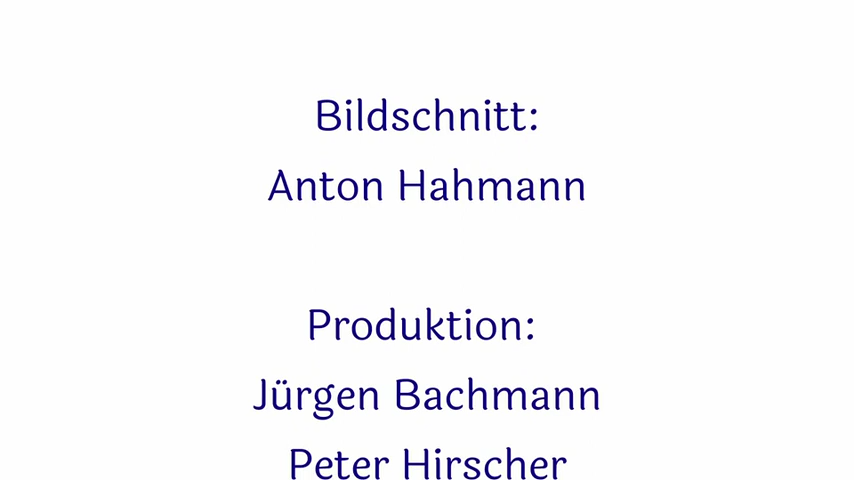 Bildschnitt:
Anton Hahmann
Produktion:
Jürgen Bachmann
Peter Hirscher